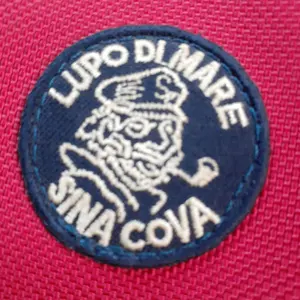 LUPO DI MARE
SINA COVA